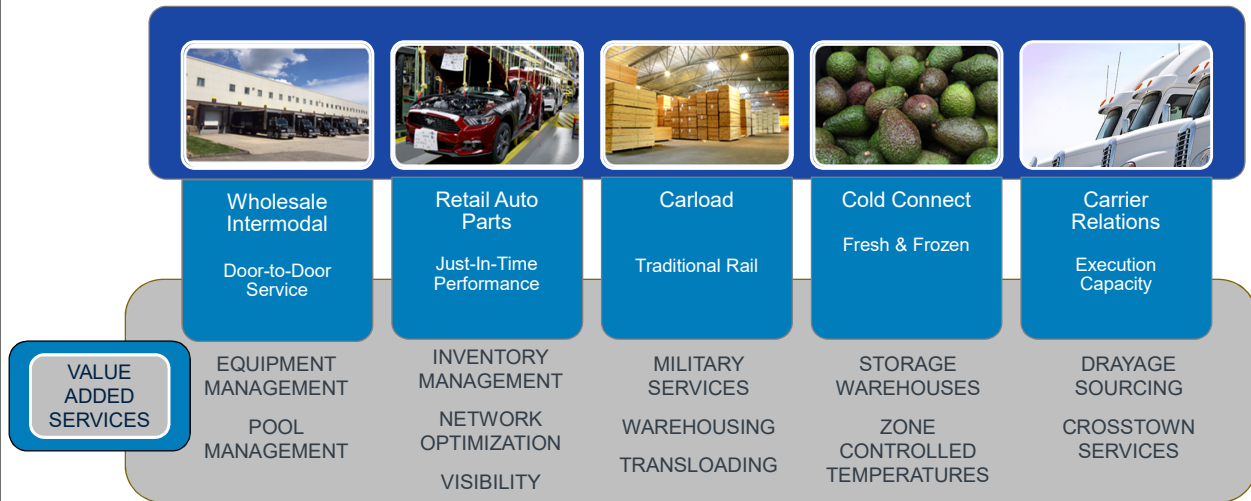 Wholesale
Intermodal
Door-to-Door
Service
Retail Auto
Parts
Just-In-Time
Performance
Carload
Traditional Rail
Cold Connect
Fresh & Frozen
Carrier
Relations
Execution
Capacity
VALUE
ADDED
SERVICES
EQUIPMENT
MANAGEMENT
POOL
MANAGEMENT
INVENTORY
MANAGEMENT
NETWORK
OPTIMIZATION
VISIBILITY
MILITARY
SERVICES
WAREHOUSING
TRANSLOADING
STORAGE
WAREHOUSES
ZONE
CONTROLLED
TEMPERATURES
DRAYAGE
SOURCING
CROSSTOWN
SERVICES